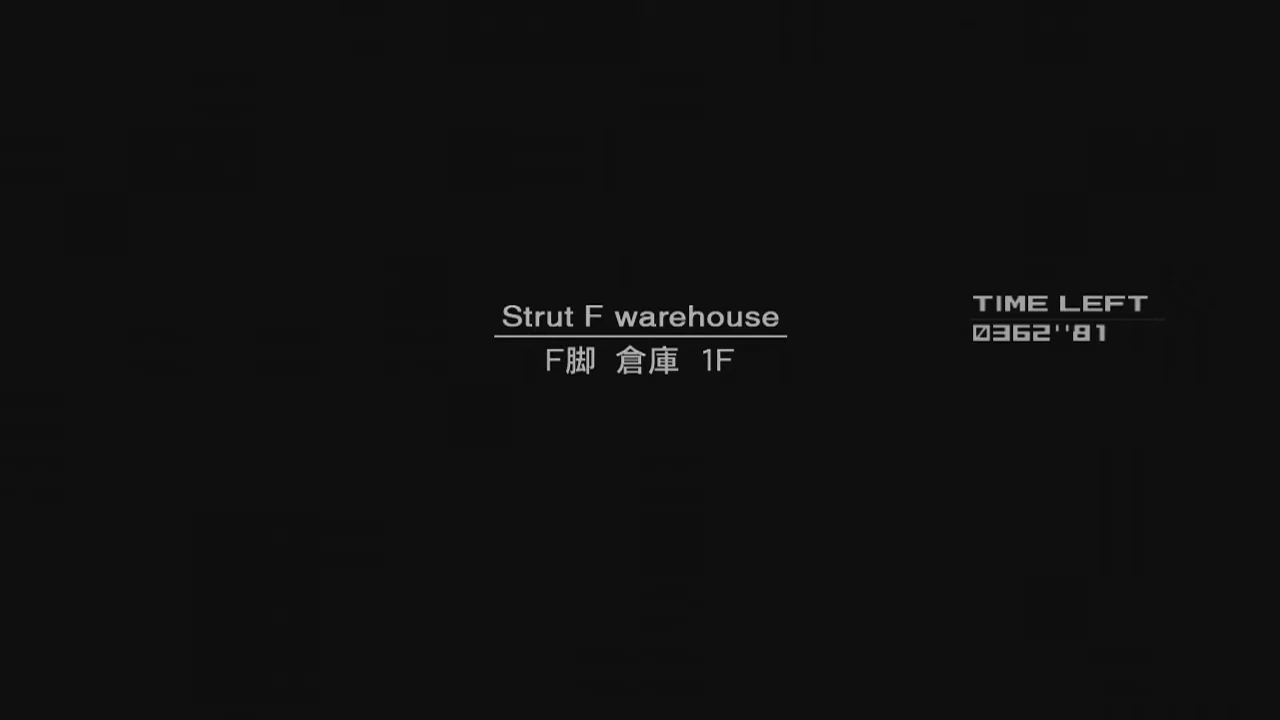 Strut F warehouse
F脚 倉庫 1F
TIME LEFT
0362''81